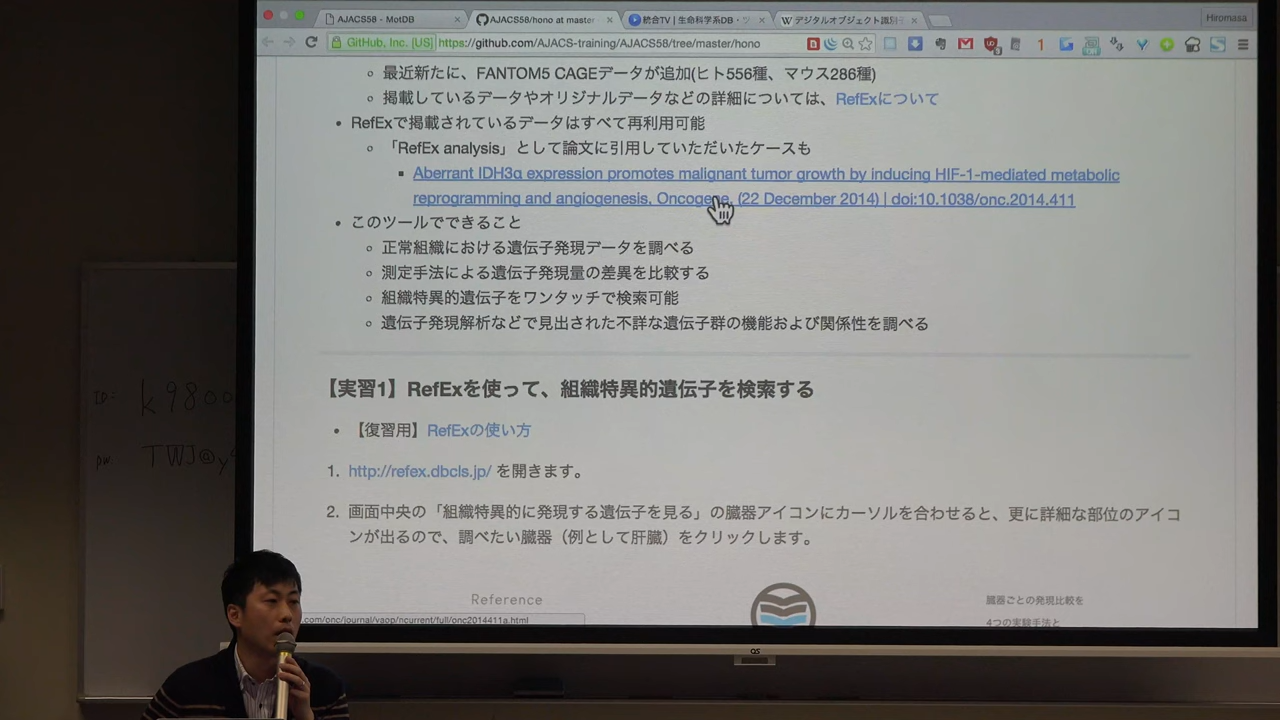 AJACS58 - MotDB
AJACS58/hono at master
統合TV | 生命科学系DB・
デジタルオブジェクト識別子
Hiromasa
GitHub, Inc. [US] https://github.com/AJACS-training/AJACS58/tree/master/hono
最近新たに、FANTOM5 CAGEデータが追加(ヒト556種、マウス286種)
掲載しているデータやオリジナルデータなどの詳細については、RefExについて
RefExで掲載されているデータはすべて再利用可能
「RefEx analysis」として論文に引用していただいたケースも
Aberrant IDH3α expression promotes malignant tumor growth by inducing HIF-1-mediated metabolic
reprogramming and angiogenesis. Oncogene. (22 December 2014) | doi:10.1038/onc.2014.411
このツールでできること
正常組織における遺伝子発現データを調べる
測定手法による遺伝子発現量の差異を比較する
組織特異的遺伝子をワンタッチで検索可能
遺伝子発現解析などで見出された不詳な遺伝子群の機能および関係性を調べる
【実習1】RefExを使って、組織特異的遺伝子を検索する
【復習用】RefExの使い方
1. http://refex.dbcls.jp/ を開きます。
2. 画面中央の「組織特異的に発現する遺伝子を見る」の臓器アイコンにカーソルを合わせると、更に詳細な部位のアイコ
ンが出るので、調べたい臓器（例として肝臓）をクリックします。
Reference
臓器ごとの発現比較を
4つの実験手法と
.com/onc/journal/vaop/ncurrent/full/onc2014411a.html
ID: k9800
pw: TWJ@y